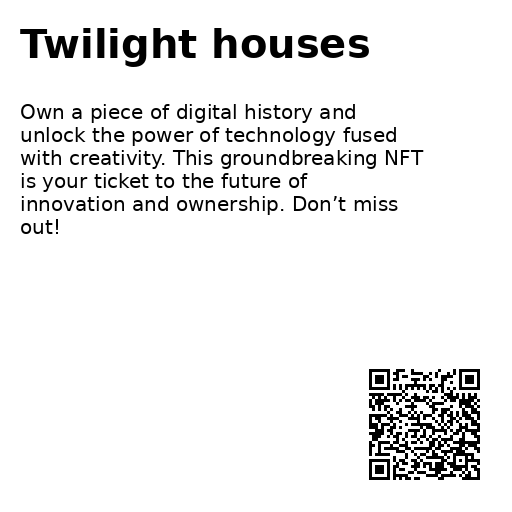 Twilight houses
Own a piece of digital history and
unlock the power of technology fused
with creativity. This groundbreaking NFT
is your ticket to the future of
innovation and ownership. Don’t miss
out!